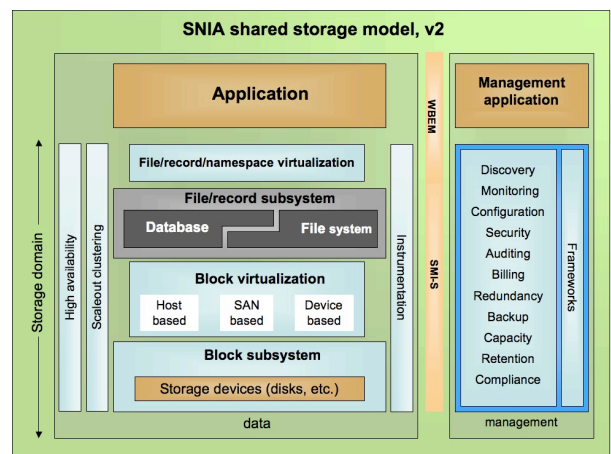 SNIA shared storage model, v2
Application
WBEM
Management
application
Storage domain
High availability
Scaleout clustering
File/record/namespace virtualization
File/record subsystem
Database
File system
Block virtualization
Host
based
SAN
based
Device
based
Block subsystem
Storage devices (disks, etc.)
Instrumentation
SMI-S
Discovery
Monitoring
Configuration
Security
Auditing
Billing
Redundancy
Backup
Capacity
Retention
Compliance
Frameworks
data
management